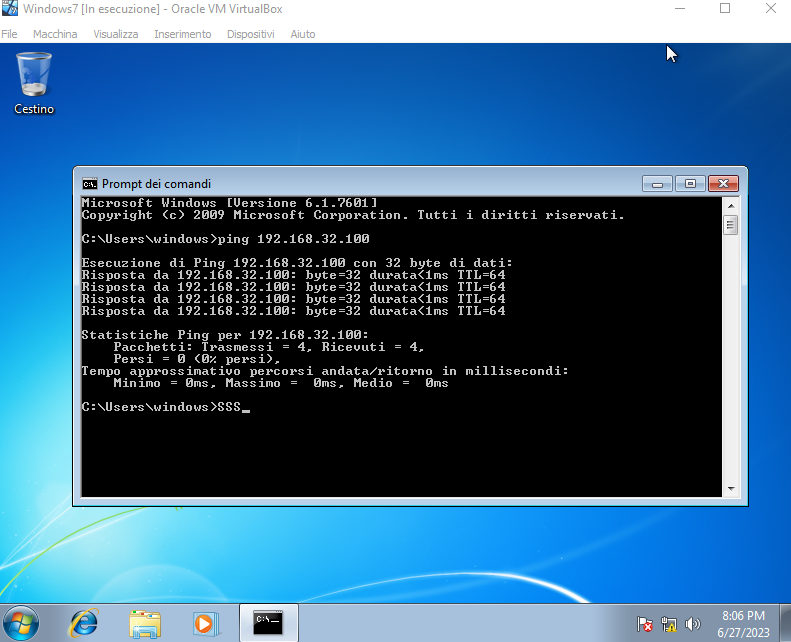 Windows7 [In esecuzione] - Oracle VM VirtualBox
File Macchina Visualizza Inserimento Dispositivi Aiuto
Cestino
Prompt dei comandi
Microsoft Windows [Versione 6.1.7601]
Copyright (c) 2009 Microsoft Corporation. Tutti i diritti riservati.
C:\Users\windows>ping 192.168.32.100
Esecuzione di Ping 192.168.32.100 con 32 byte di dati:
Risposta da 192.168.32.100: byte=32 durata<1ms TTL=64
Risposta da 192.168.32.100: byte=32 durata<1ms TTL=64
Risposta da 192.168.32.100: byte=32 durata<1ms TTL=64
Risposta da 192.168.32.100: byte=32 durata<1ms TTL=64
Statistiche Ping per 192.168.32.100:
Pacchetti: Trasmessi = 4, Ricevuti = 4,
Persi = 0 (0% persi),
Tempo approssimativo percorsi andata/ritorno in millisecondi:
Minimo = 0ms, Massimo =  0ms, Medio =  0ms
C:\Users\windows>SSS_
8:06 PM
6/27/2023